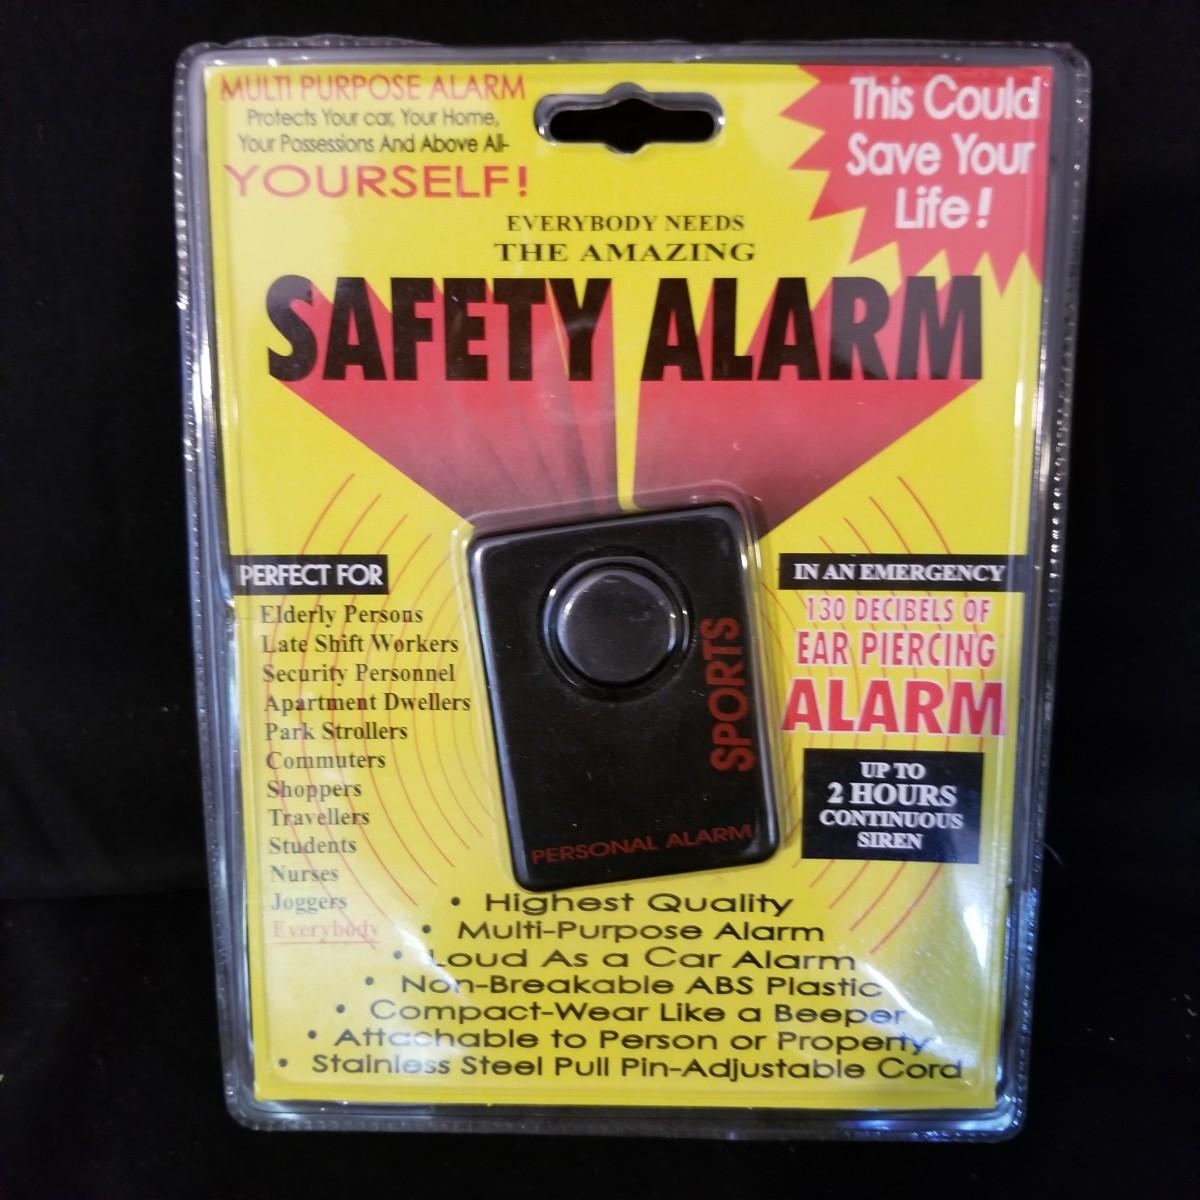 MULTI PURPOSE ALARM
Protects Your car, Your Home,
Your Possessions And Above All-
YOURSELF!
This Could
Save Your
Life!
EVERYBODY NEEDS
THE AMAZING
SAFETY ALARM
PERFECT FOR
Elderly Persons
Late Shift Workers
Security Personnel
Apartment Dwellers
Park Strollers
Commuters
Shoppers
Travellers
Students
Nurses
Joggers
Everybody
SPORTS
PERSONAL ALARM
IN AN EMERGENCY
130 DECIBELS OF
EAR PIERCING
ALARM
UP TO
2 HOURS
CONTINUOUS
SIREN
• Highest Quality
• Multi-Purpose Alarm
• Loud As a Car Alarm
• Non-Breakable ABS Plastic
• Compact-Wear Like a Beeper
• Attachable to Person or Property
• Stainless Steel Pull Pin-Adjustable Cord